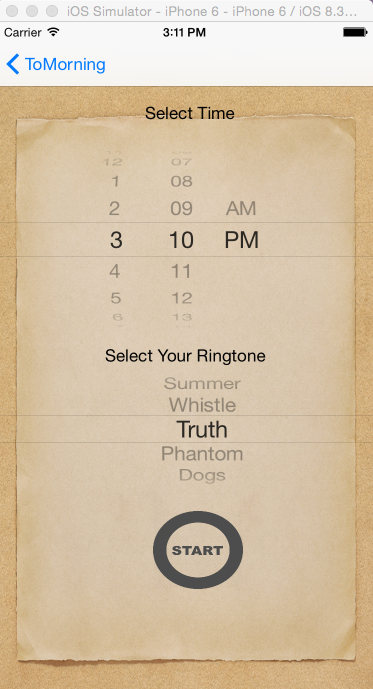 iOS Simulator - iPhone 6 - iPhone 6 / iOS 8.3...
Carrier 3:11 PM
ToMorning
Select Time
12 07
1 08
2 09 AM
3 10 PM
4 11
5 12
6 13
Select Your Ringtone
Summer
Whistle
Truth
Phantom
Dogs
START